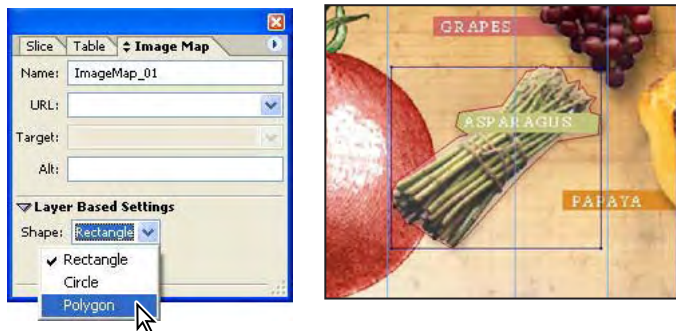 Slice Table Image Map
Name: ImageMap_01
URL:
Target:
Alt:
Layer Based Settings
Shape: Rectangle
Rectangle
Circle
Polygon
GRAPES
ASPARAGUS
PAPAYA